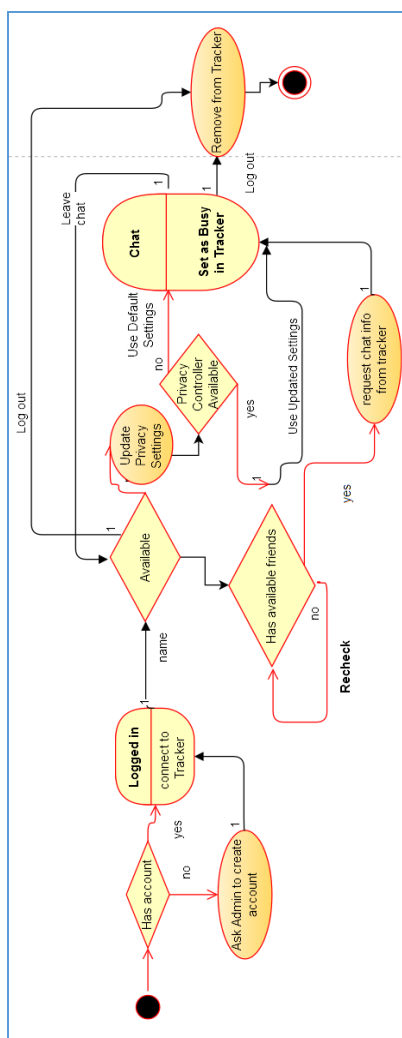 Has account
yes
no
Ask Admin to create
account
Logged in
connect to
Tracker
1
1
name
Available
1
Log out
Leave
chat
Update
Privacy
Settings
Privacy
Controller
Available
no
Use Default
Settings
yes
1
Use Updated Settings
Has available friends
no
Recheck
yes
request chat info
from tracker
1
Chat
Set as Busy
in Tracker
1
1
Log out
Remove from Tracker